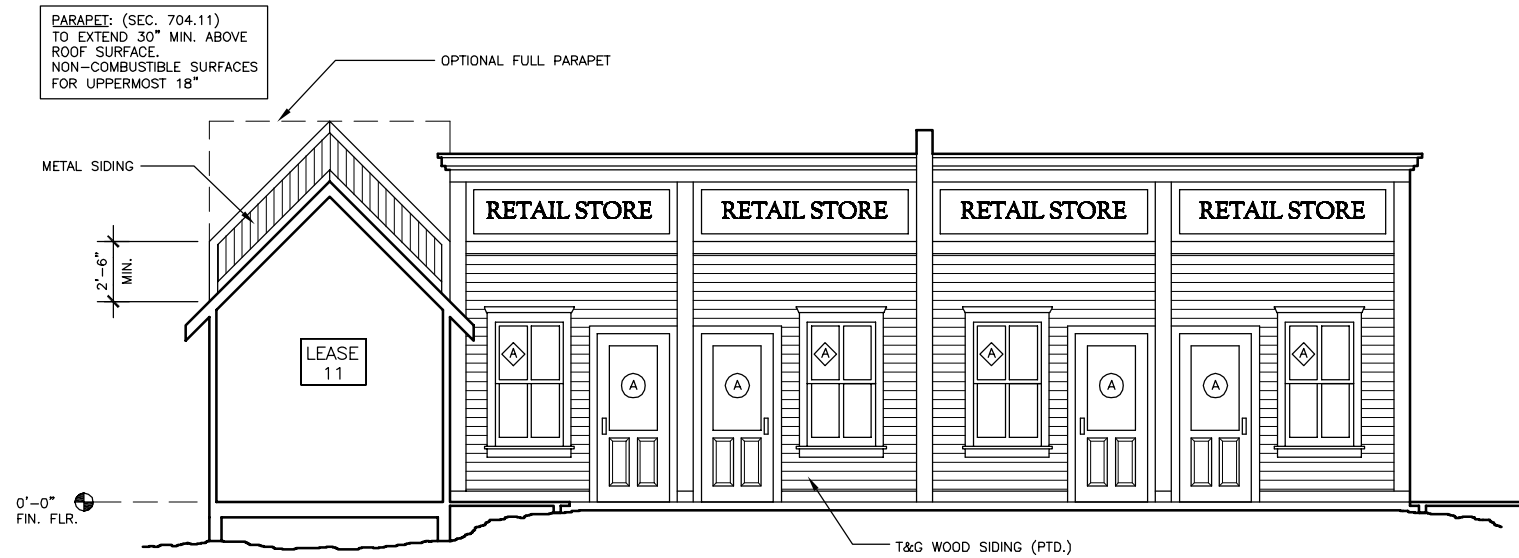 PARAPET: (SEC. 704.11)
TO EXTEND 30" MIN. ABOVE
ROOF SURFACE.
NON-COMBUSTIBLE SURFACES
FOR UPPERMOST 18"
OPTIONAL FULL PARAPET
METAL SIDING
RETAIL STORE
RETAIL STORE
RETAIL STORE
RETAIL STORE
2'-6"
MIN.
LEASE
11
A
A
A
A
A
A
A
A
0'-0"
FIN. FLR.
T&G WOOD SIDING (PTD.)